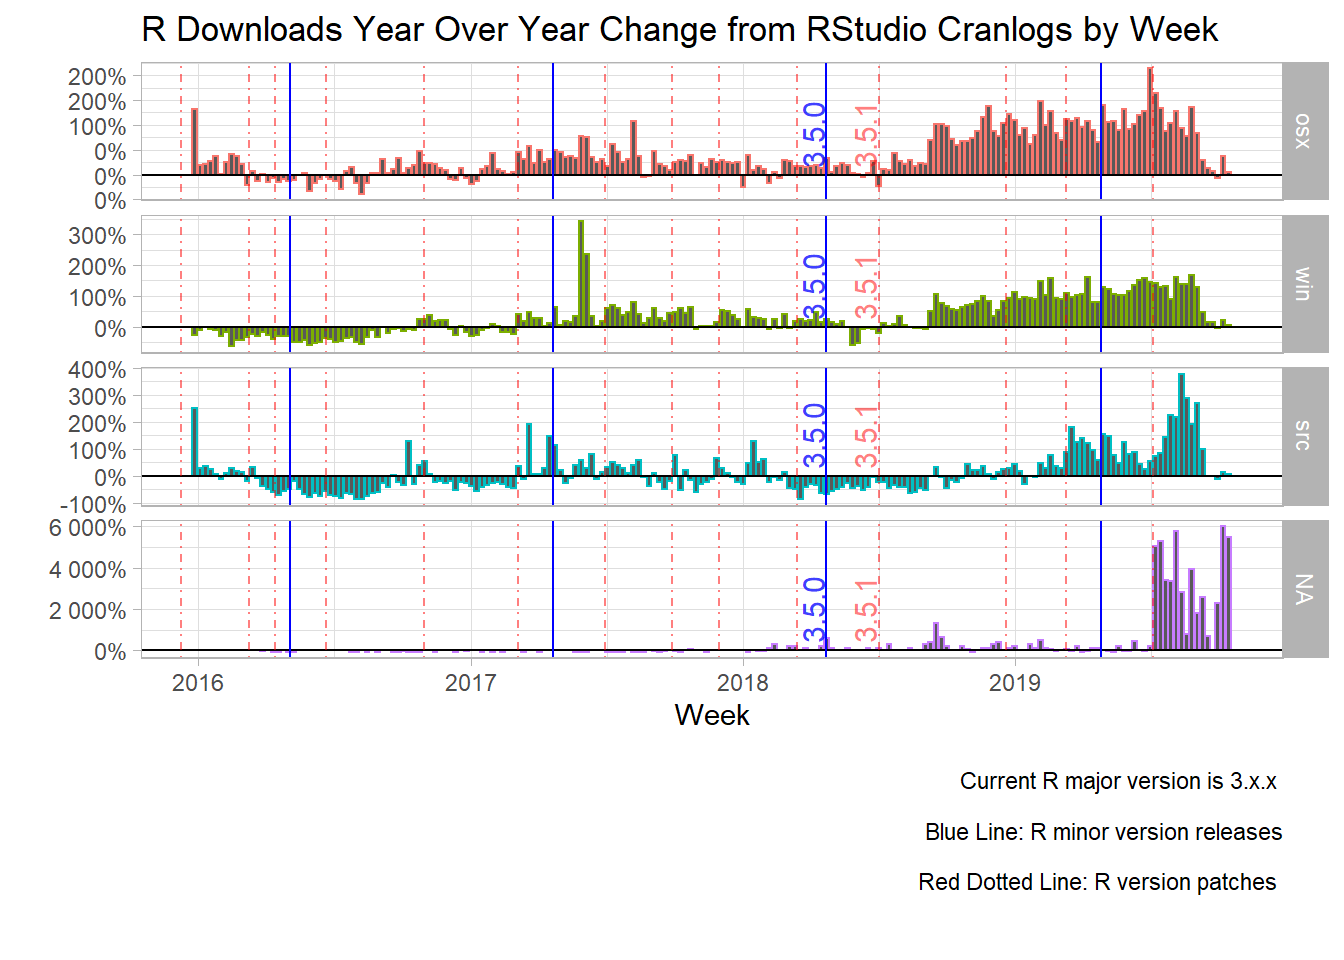 R Downloads Year Over Year Change from RStudio Cranlogs by Week
200%
200%
100%
0%
0%
0%
3.5.0
3.5.1
osx
300%
200%
100%
0%
3.5.0
3.5.1
win
400%
300%
200%
100%
0%
-100%
3.5.0
3.5.1
src
6 000%
4 000%
2 000%
0%
3.5.0
3.5.1
NA
2016 2017 2018 2019
Week
Current R major version is 3.x.x
Blue Line: R minor version releases
Red Dotted Line: R version patches